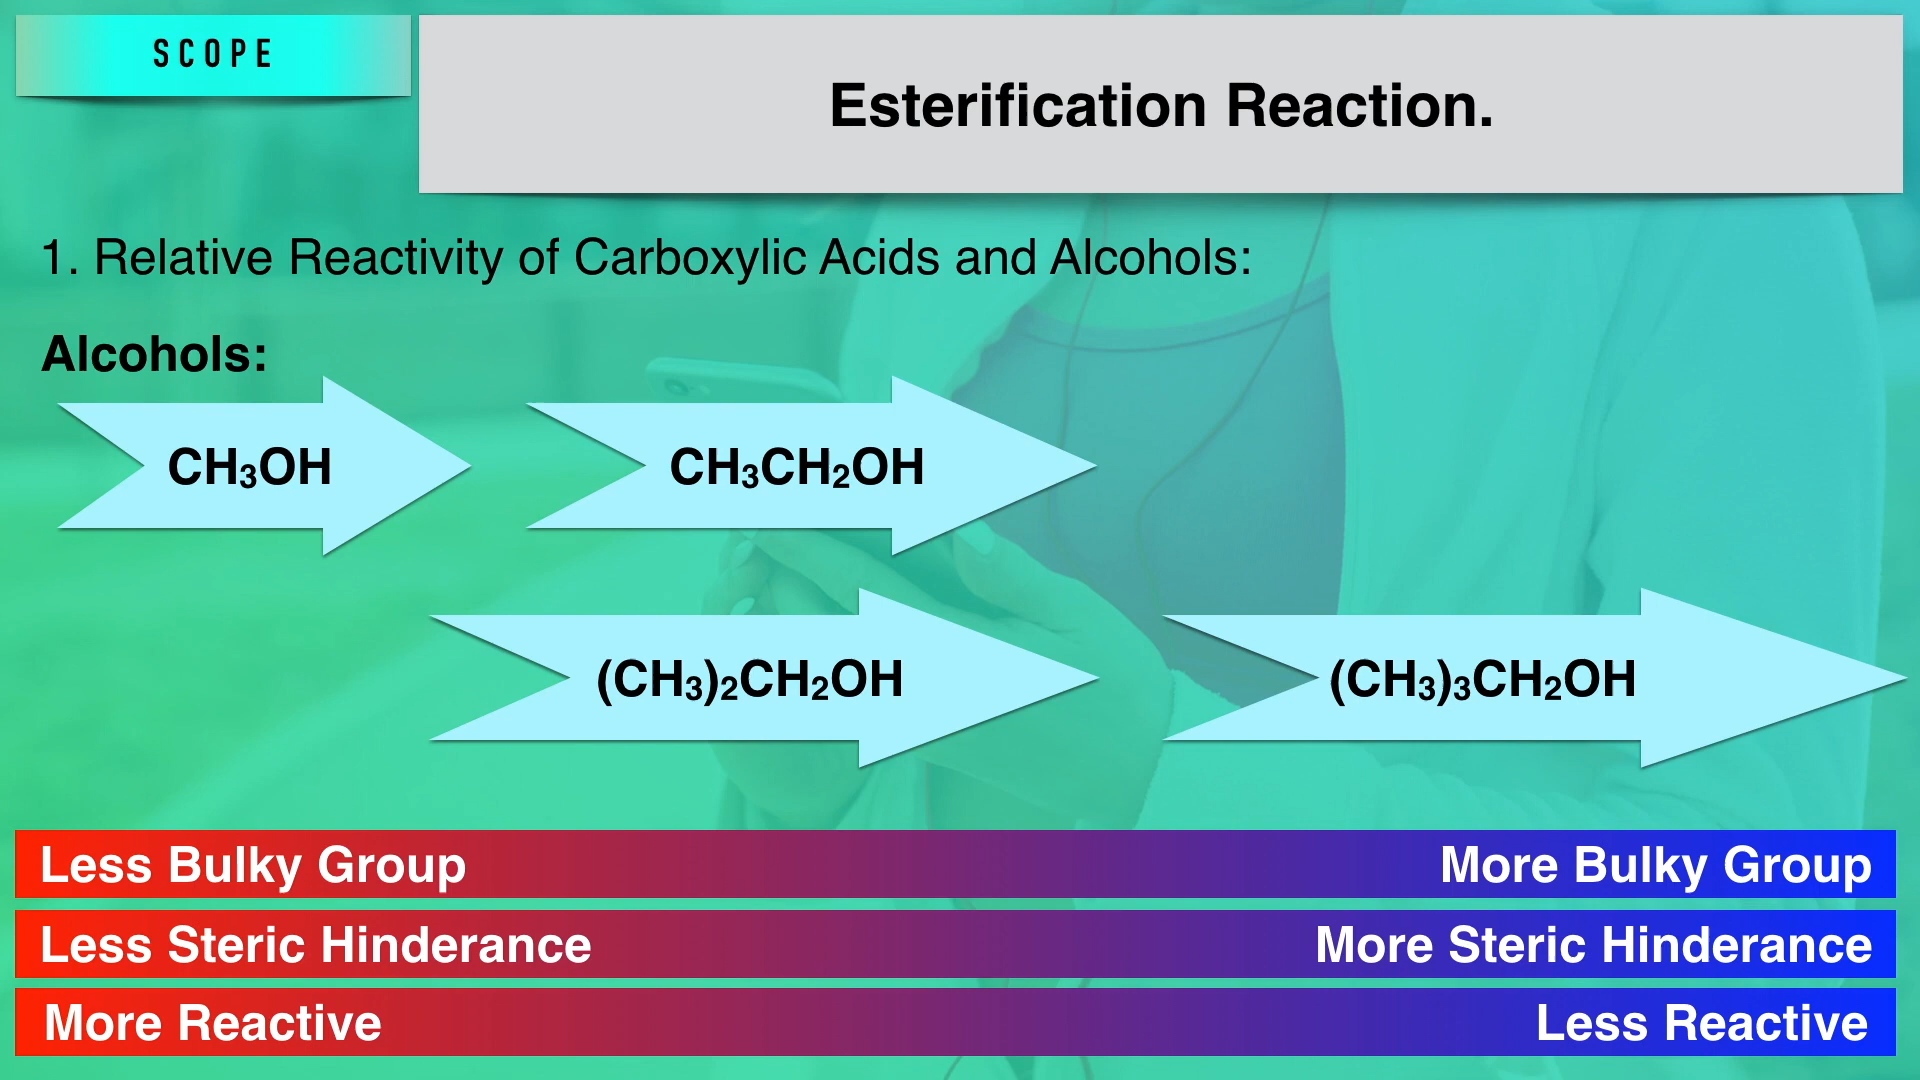 SCOPE
Esterification Reaction.
1. Relative Reactivity of Carboxylic Acids and Alcohols:
Alcohols:
CH₃OH
CH₃CH₂OH
(CH₃)₂CH₂OH
(CH₃)₃CH₂OH
Less Bulky Group
More Bulky Group
Less Steric Hinderance
More Steric Hinderance
More Reactive
Less Reactive